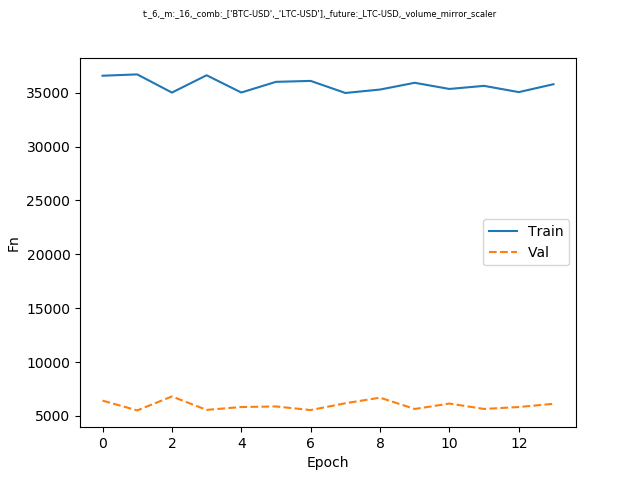 t:_6,_m:_16,_comb:_['BTC-USD',_'LTC-USD'],_future:_LTC-USD,_volume_mirror_scaler
35000
30000
25000
20000
15000
10000
5000
Fn
Train
Val
0 2 4 6 8 10 12
Epoch